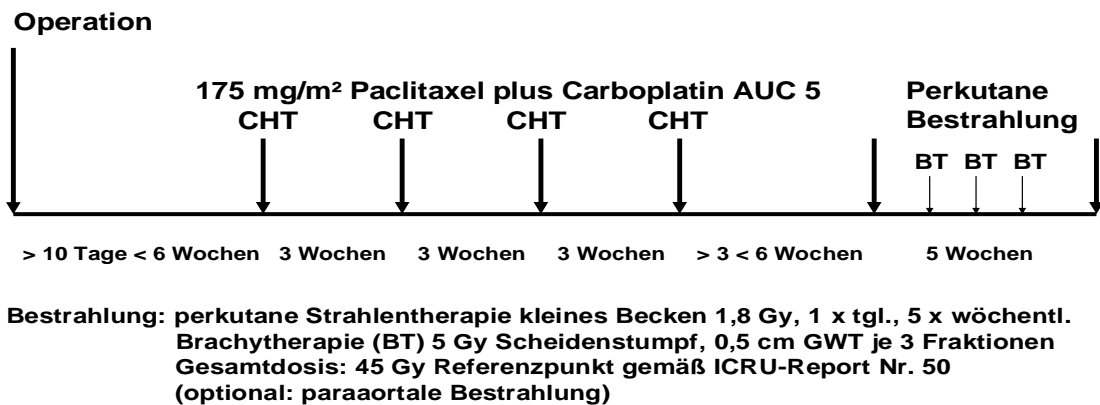 Operation
175 mg/m² Paclitaxel plus Carboplatin AUC 5
Perkutane
Bestrahlung
CHT CHT CHT CHT
BT BT BT
> 10 Tage < 6 Wochen 3 Wochen 3 Wochen 3 Wochen > 3 < 6 Wochen 5 Wochen
Bestrahlung: perkutane Strahlentherapie kleines Becken 1,8 Gy, 1 x tgl., 5 x wöchentl.
Brachytherapie (BT) 5 Gy Scheidenstumpf, 0,5 cm GWT je 3 Fraktionen
Gesamtdosis: 45 Gy Referenzpunkt gemäß ICRU-Report Nr. 50
(optional: paraaortale Bestrahlung)